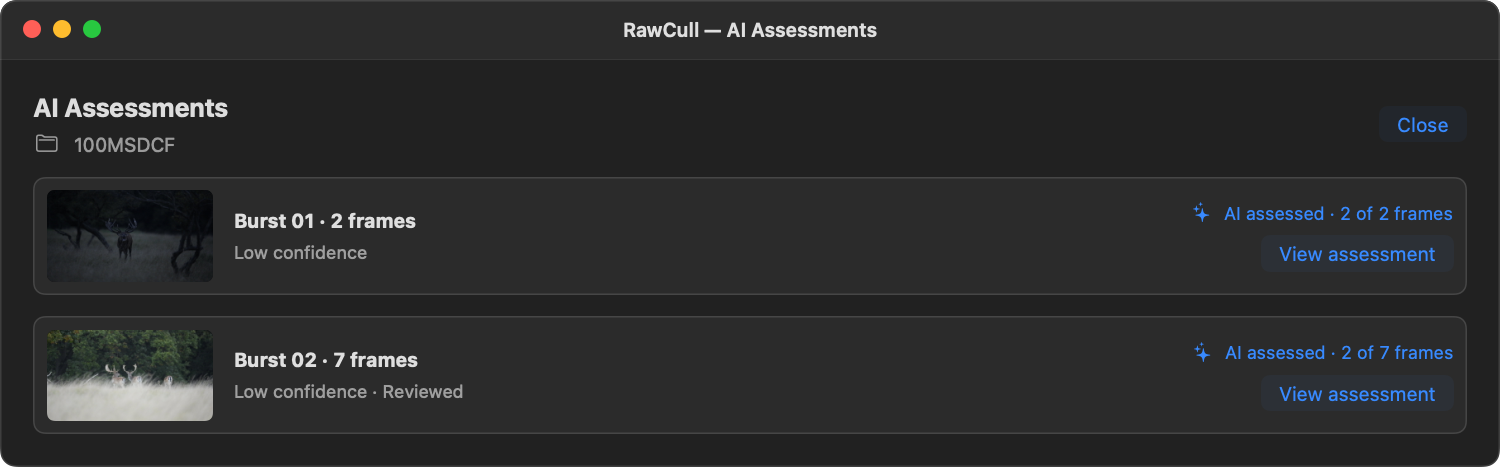 RawCull — AI Assessments
AI Assessments
100MSDCF
Close
Burst 01 · 2 frames
Low confidence
AI assessed · 2 of 2 frames
View assessment
Burst 02 · 7 frames
Low confidence · Reviewed
AI assessed · 2 of 7 frames
View assessment